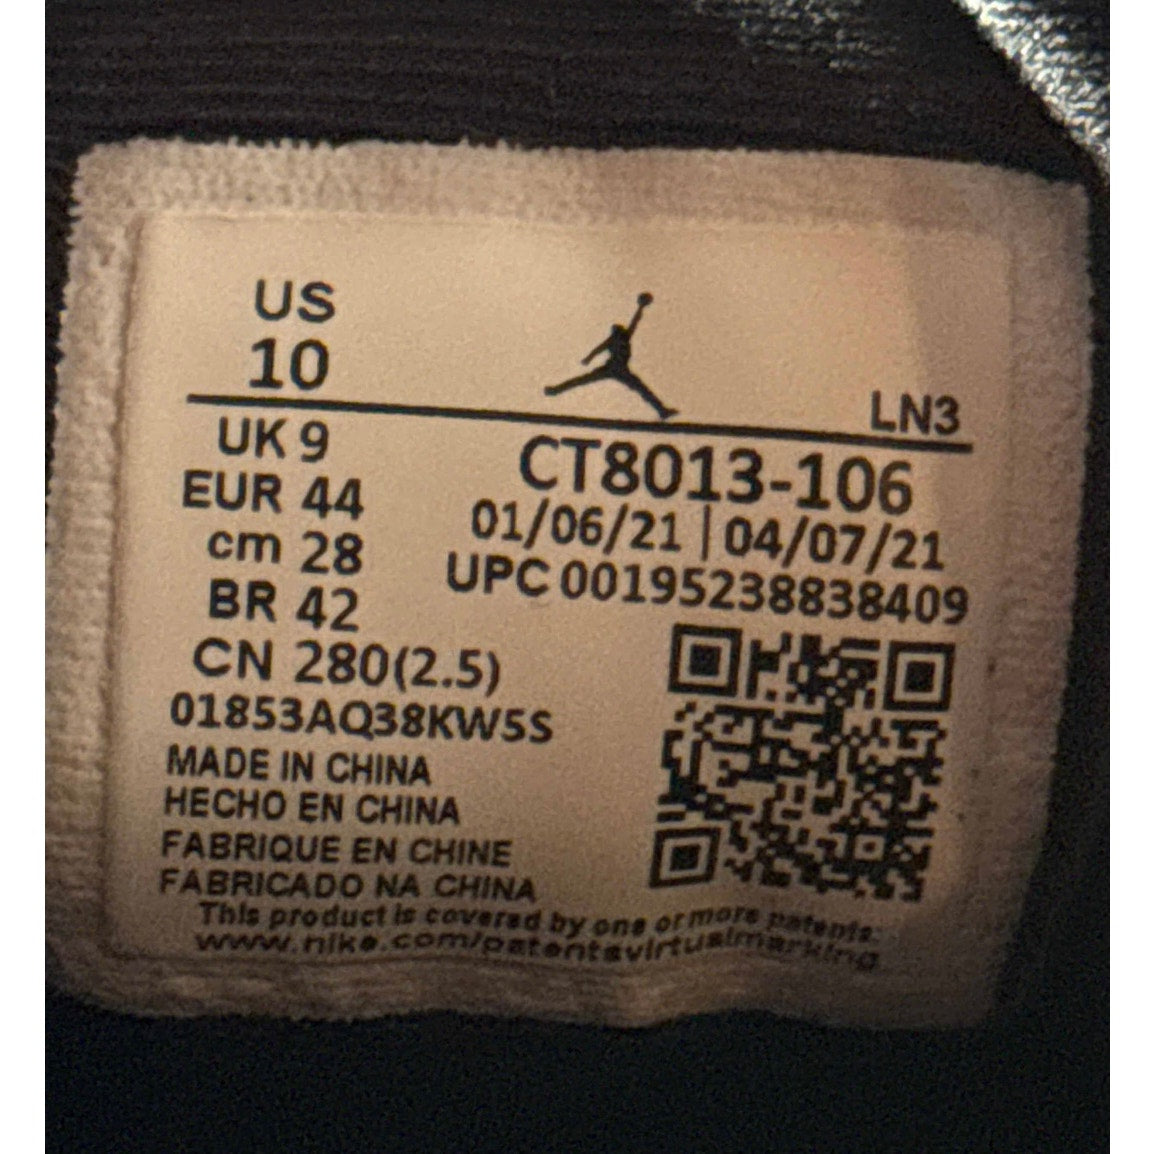 US
10
LN3
UK 9
EUR 44
cm 28
BR 42
CN 280(2.5)
01853AQ38KW5S
CT8013-106
01/06/21 | 04/07/21
UPC 00195238838409
MADE IN CHINA
HECHO EN CHINA
FABRIQUE EN CHINE
FABRICADO NA CHINA
This product is covered by one or more patents:
www.nike.com/patentsvirtualmarking